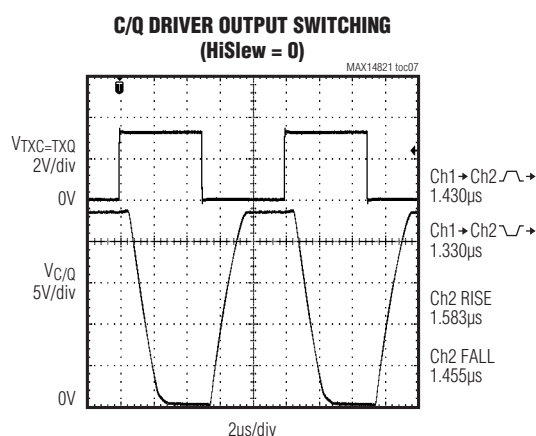 C/Q DRIVER OUTPUT SWITCHING
(HiSlew = 0)
MAX14821 toc07
T
VTXC=TXQ
2V/div
0V
VC/Q
5V/div
0V
Ch1→Ch2 →
1.430µs
Ch1→Ch2 →
1.330µs
Ch2 RISE
1.583µs
Ch2 FALL
1.455µs
2µs/div